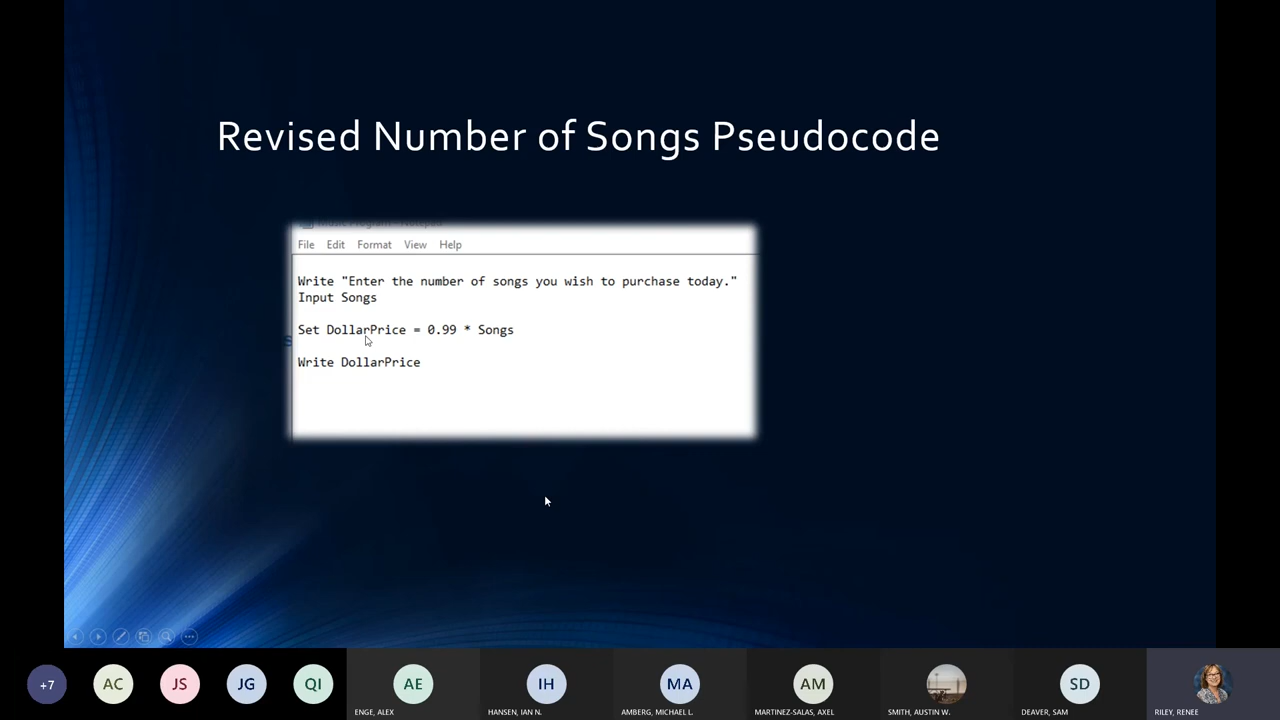 Revised Number of Songs Pseudocode
File Edit Format View Help
Write "Enter the number of songs you wish to purchase today."
Input Songs
Set DollarPrice = 0.99 * Songs
Write DollarPrice
+7 AC JS JG QI AE IH MA AM SD
ENGE, ALEX HANSEN, IAN N. AMBERG, MICHAEL L. MARTINEZ-SALAS, AXEL SMITH, AUSTIN W. DEAVER, SAM RILEY, RENEE